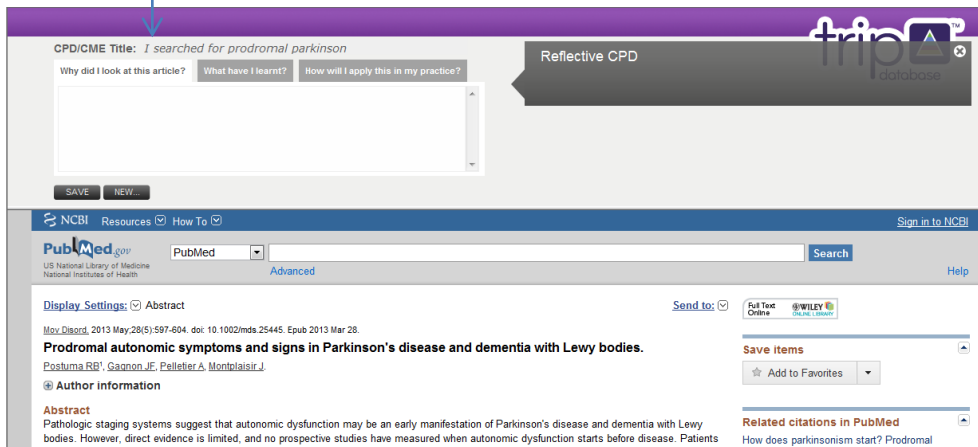 trip TM
database
CPD/CME Title: I searched for prodromal parkinson
Why did I look at this article? What have I learnt? How will I apply this in my practice?
Reflective CPD
SAVE NEW...
NCBI Resources How To Sign in to NCBI
PubMed.gov
US National Library of Medicine
National Institutes of Health
PubMed Search
Advanced Help
Display Settings: Abstract Send to:
Full Text Online WILEY ONLINE LIBRARY
Mov Disord. 2013 May;28(5):597-604. doi: 10.1002/mds.25445. Epub 2013 Mar 28.
Prodromal autonomic symptoms and signs in Parkinson's disease and dementia with Lewy bodies.
Postuma RB1, Gagnon JF, Pelletier A, Montplaisir J.
Author information
Abstract
Pathologic staging systems suggest that autonomic dysfunction may be an early manifestation of Parkinson's disease and dementia with Lewy
bodies. However, direct evidence is limited, and no prospective studies have measured when autonomic dysfunction starts before disease. Patients
Save items
Add to Favorites
Related citations in PubMed
How does parkinsonism start? Prodromal